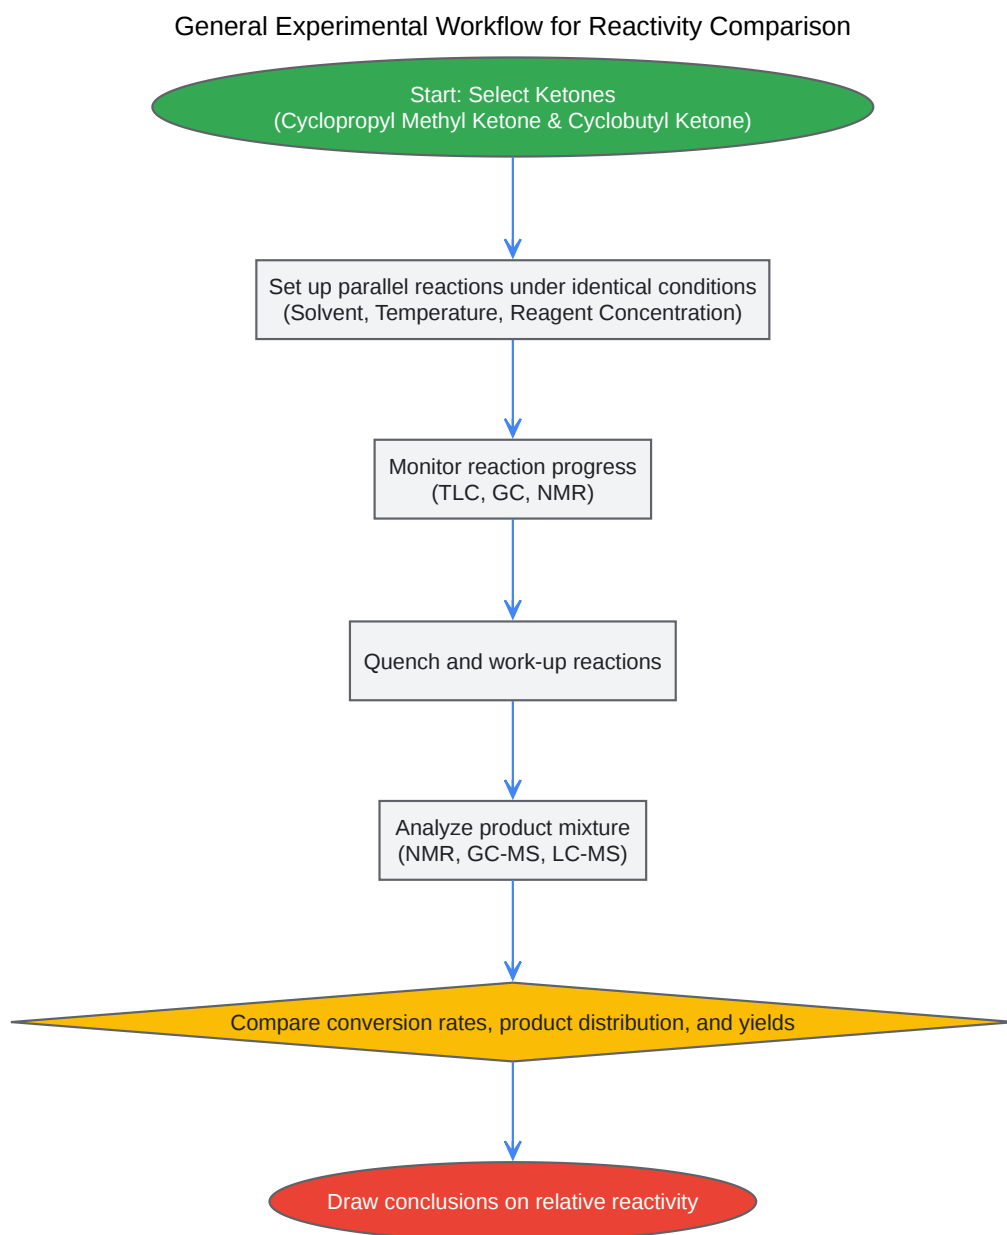 General Experimental Workflow for Reactivity Comparison
Start: Select Ketones
(Cyclopropyl Methyl Ketone & Cyclobutyl Ketone)
Set up parallel reactions under identical conditions
(Solvent, Temperature, Reagent Concentration)
Monitor reaction progress
(TLC, GC, NMR)
Quench and work-up reactions
Analyze product mixture
(NMR, GC-MS, LC-MS)
Compare conversion rates, product distribution, and yields
Draw conclusions on relative reactivity